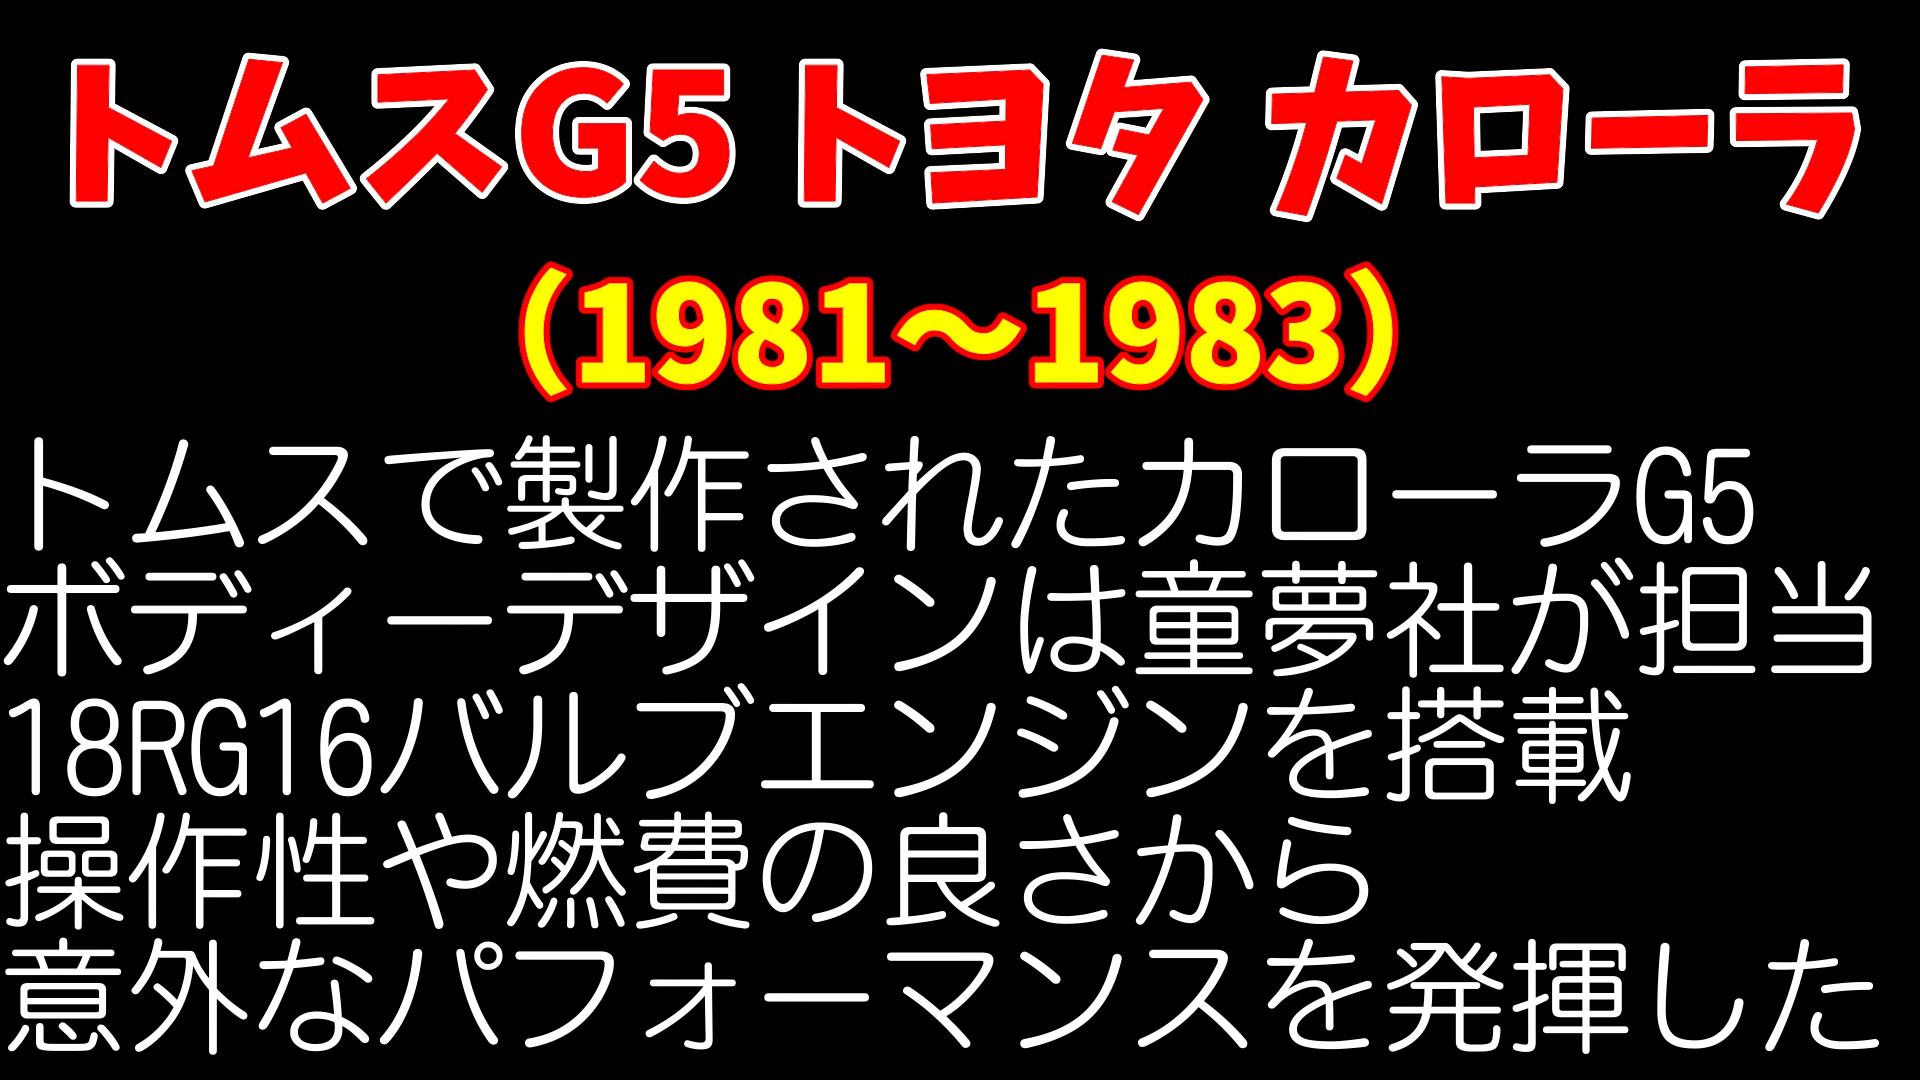 トムスG5 トヨタ カローラ
（1981～1983）
トムスで製作されたカローラG5
ボディーデザインは童夢社が担当
18RG16バルブエンジンを搭載
操作性や燃費の良さから
意外なパフォーマンスを発揮した